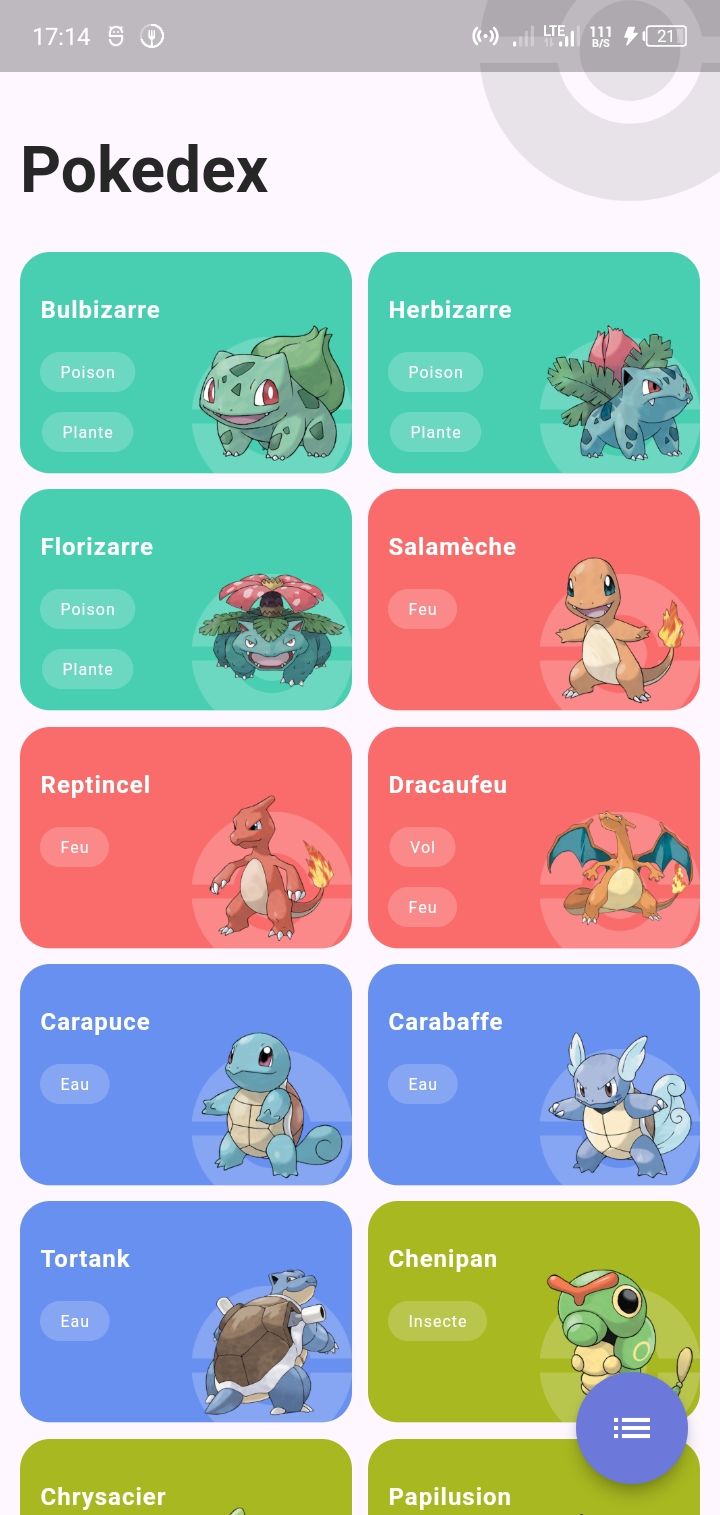 17:14 LTE 111 B/S 21
Pokedex
Bulbizarre
Poison
Plante
Herbizarre
Poison
Plante
Florizarre
Poison
Plante
Salamèche
Feu
Reptincel
Feu
Dracaufeu
Vol
Feu
Carapuce
Eau
Carabaffe
Eau
Tortank
Eau
Chenipan
Insecte
Chrysacier
Papilusion